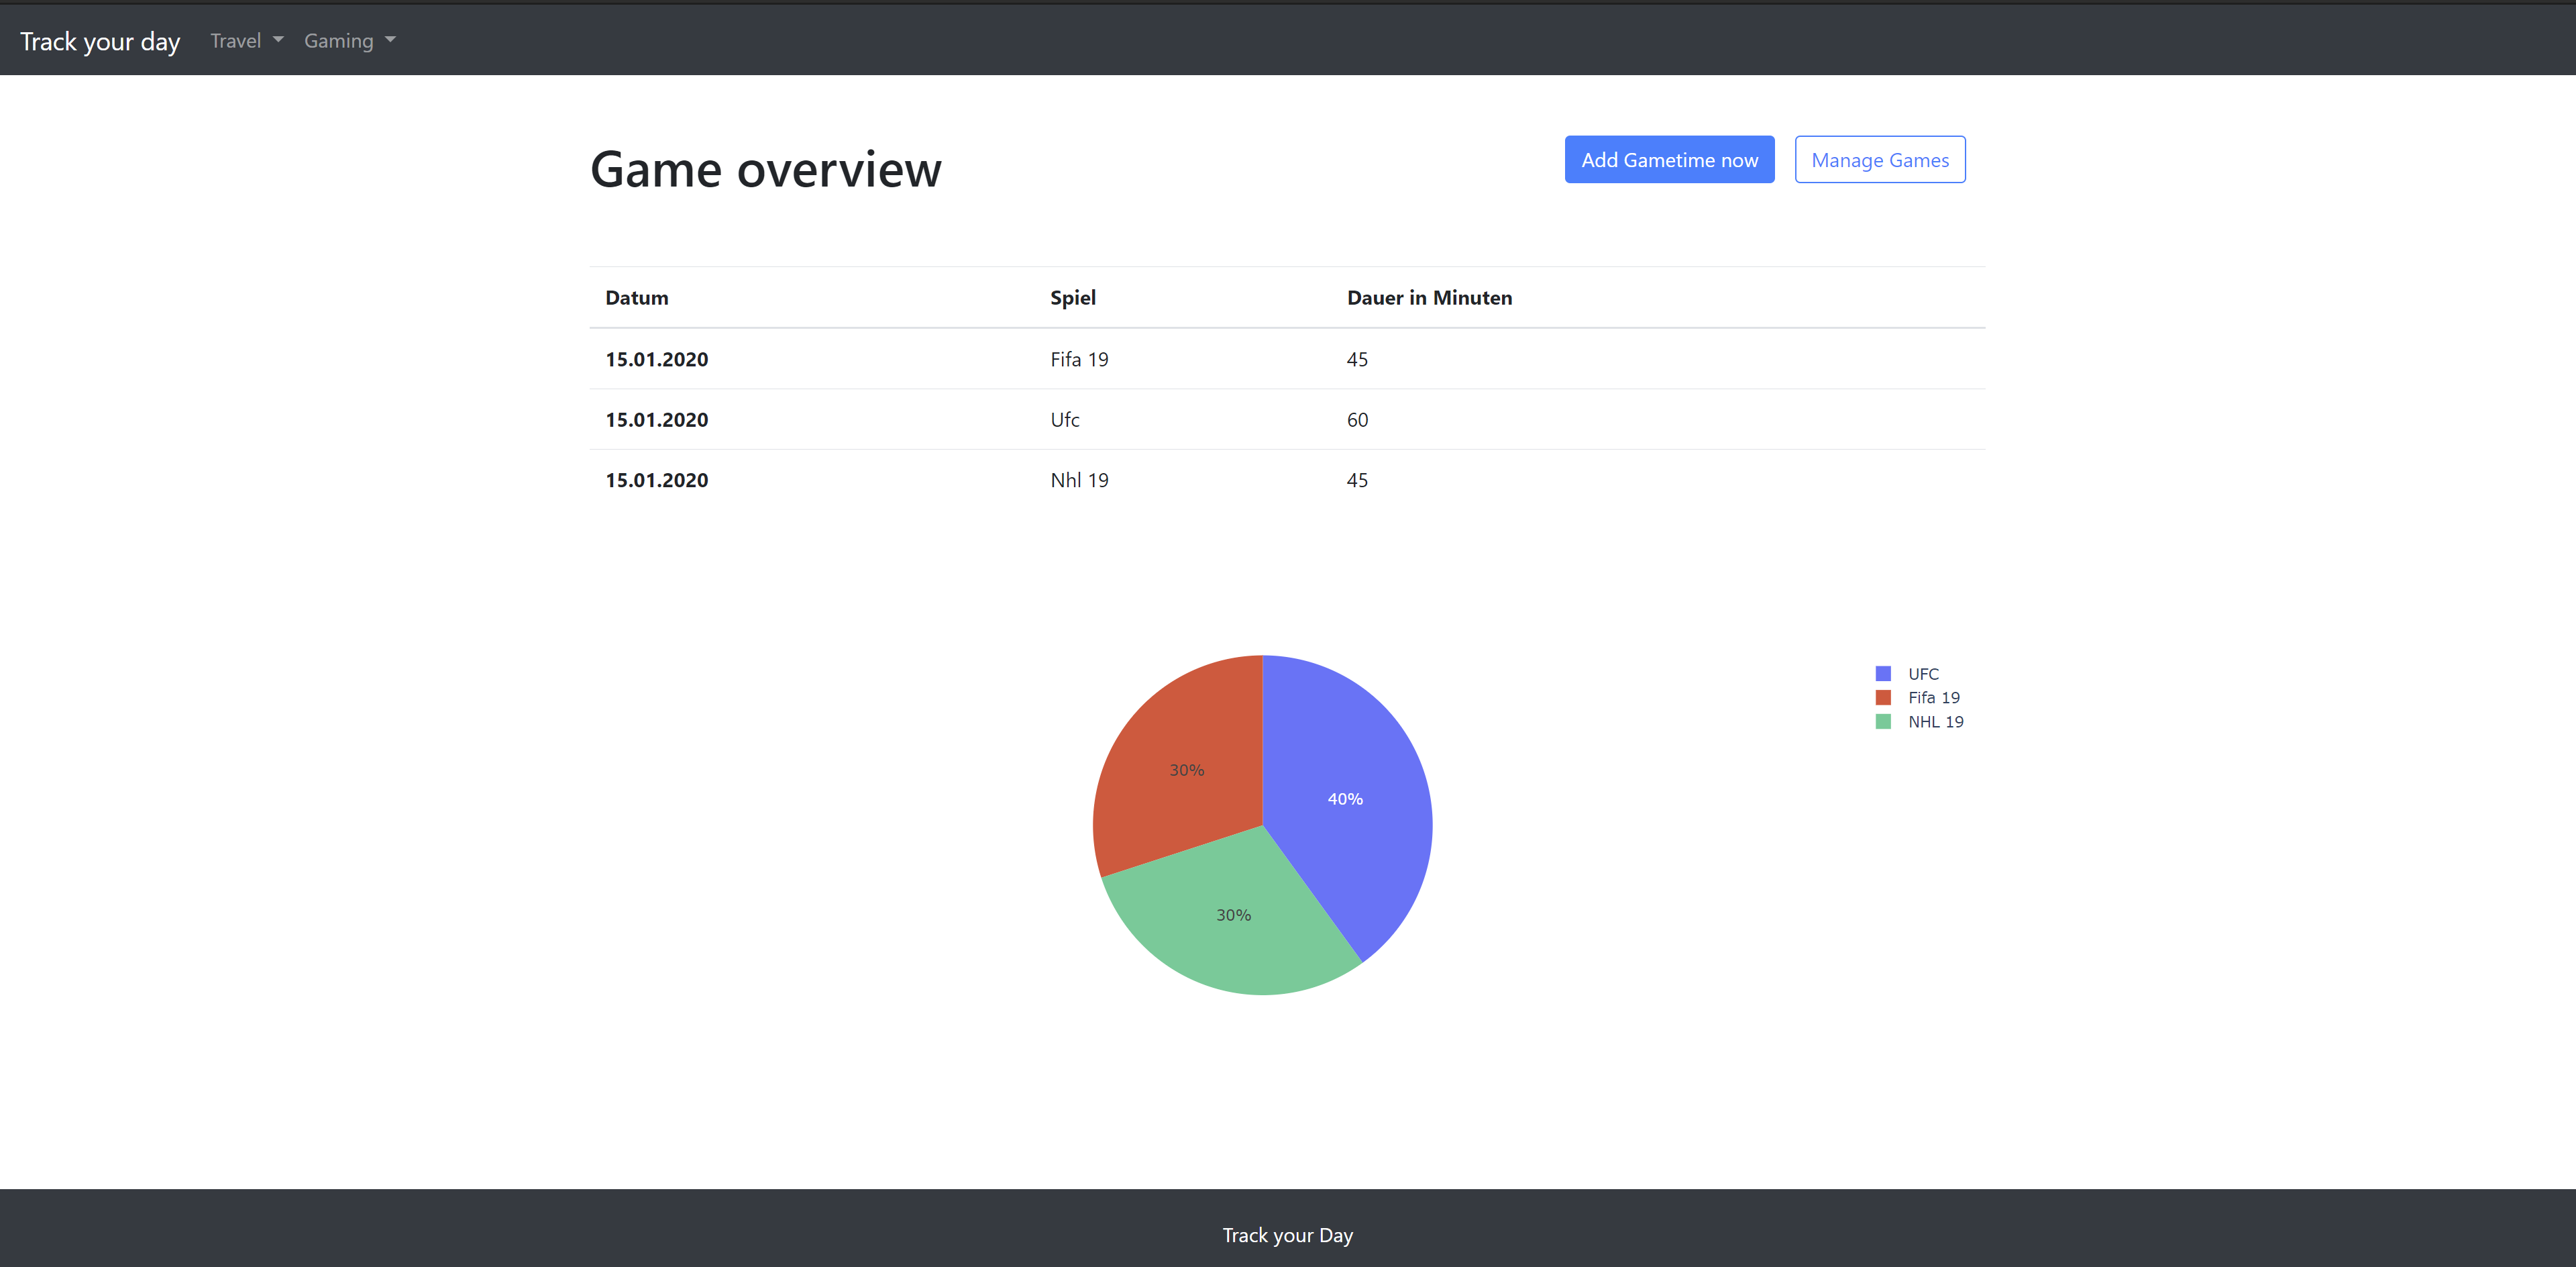 Track your day Travel Gaming
Game overview
Add Gametime now Manage Games
Datum Spiel Dauer in Minuten
15.01.2020 Fifa 19 45
15.01.2020 Ufc 60
15.01.2020 Nhl 19 45
UFC
Fifa 19
NHL 19
30%
40%
30%
Track your Day